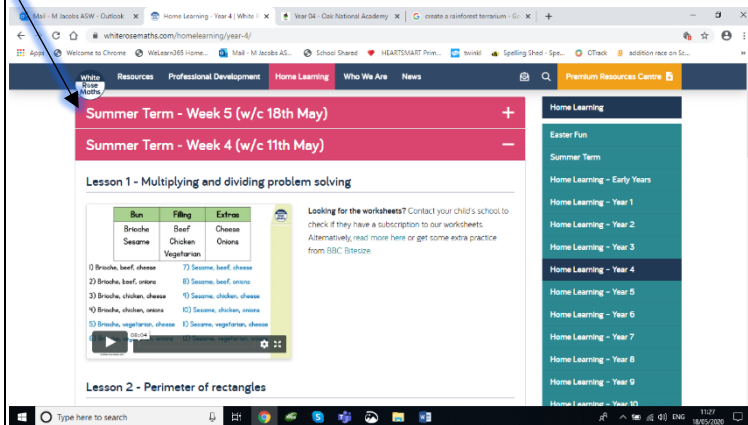 Mail - M Jacobs ASW - Outlook
Home Learning - Year 4 | White R
Year 04 - Oak National Academy
create a rainforest terrarium - Go
whiterosemaths.com/homelearning/year-4/
Apps
Welcome to Chrome
WeLearn365 Home...
Mail - M Jacobs AS...
School Shared
HEARTSMART Prim...
twinkl
Spelling Shed - Spe...
OTrack
addition race on Sc...
White Rose Maths
Resources
Professional Development
Home Learning
Who We Are
News
Premium Resources Centre
Summer Term - Week 5 (w/c 18th May)
Summer Term - Week 4 (w/c 11th May)
Lesson 1 - Multiplying and dividing problem solving
Bun Filling Extras
Brioche Beef Cheese
Sesame Chicken Onions
Vegetarian
1) Brioche, beef, cheese 7) Sesame, beef, cheese
2) Brioche, beef, onions 8) Sesame, beef, onions
3) Brioche, chicken, cheese 9) Sesame, chicken, cheese
4) Brioche, chicken, onions 10) Sesame, chicken, onions
5) Brioche, vegetarian, cheese 11) Sesame, vegetarian, cheese
08:04
Looking for the worksheets? Contact your child's school to
check if they have a subscription to our worksheets.
Alternatively, read more here or get some extra practice
from BBC Bitesize.
Lesson 2 - Perimeter of rectangles
Home Learning
Easter Fun
Summer Term
Home Learning – Early Years
Home Learning – Year 1
Home Learning – Year 2
Home Learning – Year 3
Home Learning – Year 4
Home Learning – Year 5
Home Learning – Year 6
Home Learning – Year 7
Home Learning – Year 8
Home Learning – Year 9
Home Learning – Year 10
Type here to search
ENG
11:27
18/05/2020